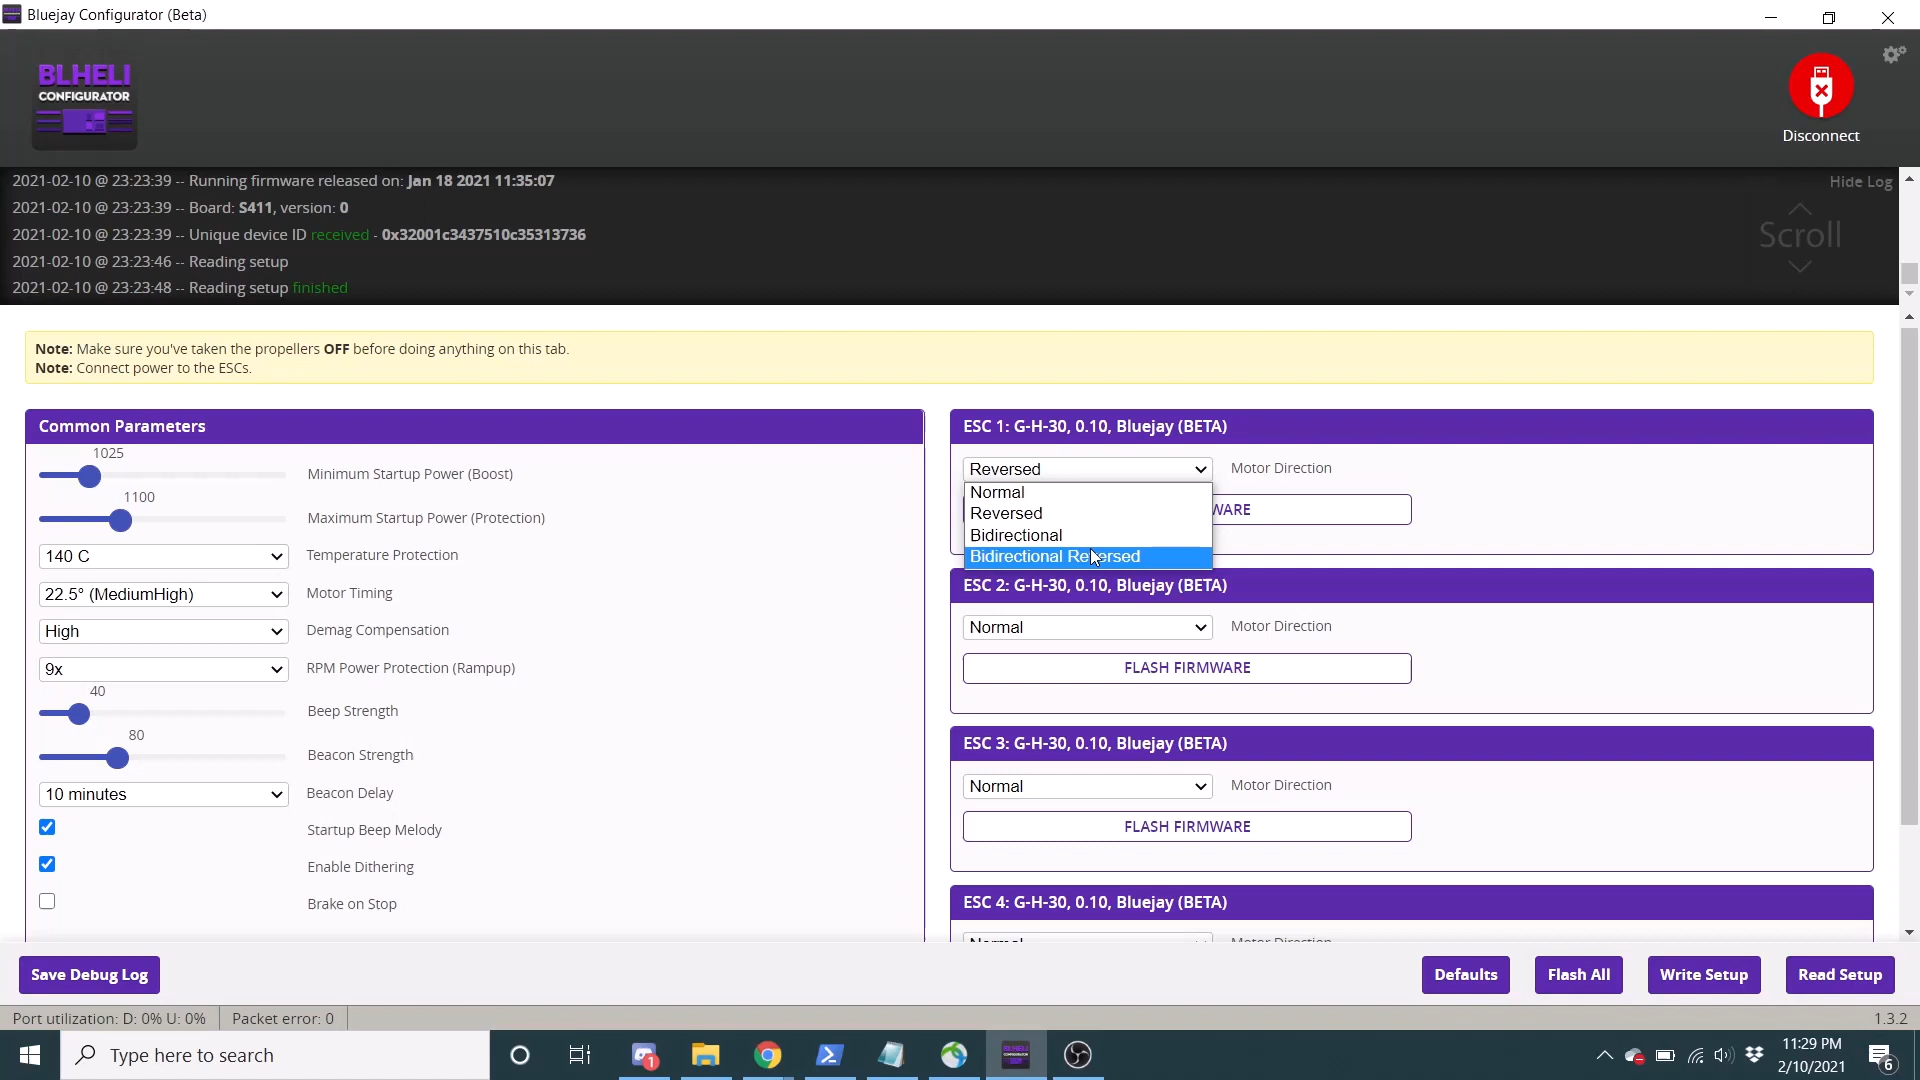 Bluejay Configurator (Beta)
BLHELI
CONFIGURATOR
Disconnect
2021-02-10 @ 23:23:39 -- Running firmware released on: Jan 18 2021 11:35:07
Hide Log
2021-02-10 @ 23:23:39 -- Board: S411, version: 0
2021-02-10 @ 23:23:39 -- Unique device ID received - 0x32001c3437510c35313736
Scroll
2021-02-10 @ 23:23:46 -- Reading setup
2021-02-10 @ 23:23:48 -- Reading setup finished
Note: Make sure you've taken the propellers OFF before doing anything on this tab.
Note: Connect power to the ESCs.
Common Parameters
1025
Minimum Startup Power (Boost)
1100
Maximum Startup Power (Protection)
140 C
Temperature Protection
22.5° (MediumHigh)
Motor Timing
High
Demag Compensation
9x
RPM Power Protection (Rampup)
40
Beep Strength
80
Beacon Strength
10 minutes
Beacon Delay
Startup Beep Melody
Enable Dithering
Brake on Stop
ESC 1: G-H-30, 0.10, Bluejay (BETA)
Reversed
Motor Direction
Normal
Reversed
WARE
Bidirectional
Bidirectional Reversed
ESC 2: G-H-30, 0.10, Bluejay (BETA)
Normal
Motor Direction
FLASH FIRMWARE
ESC 3: G-H-30, 0.10, Bluejay (BETA)
Normal
Motor Direction
FLASH FIRMWARE
ESC 4: G-H-30, 0.10, Bluejay (BETA)
Normal
Motor Direction
Save Debug Log
Defaults
Flash All
Write Setup
Read Setup
Port utilization: D: 0% U: 0%
Packet error: 0
1.3.2
Type here to search
1
BLHELI
11:29 PM
2/10/2021
6